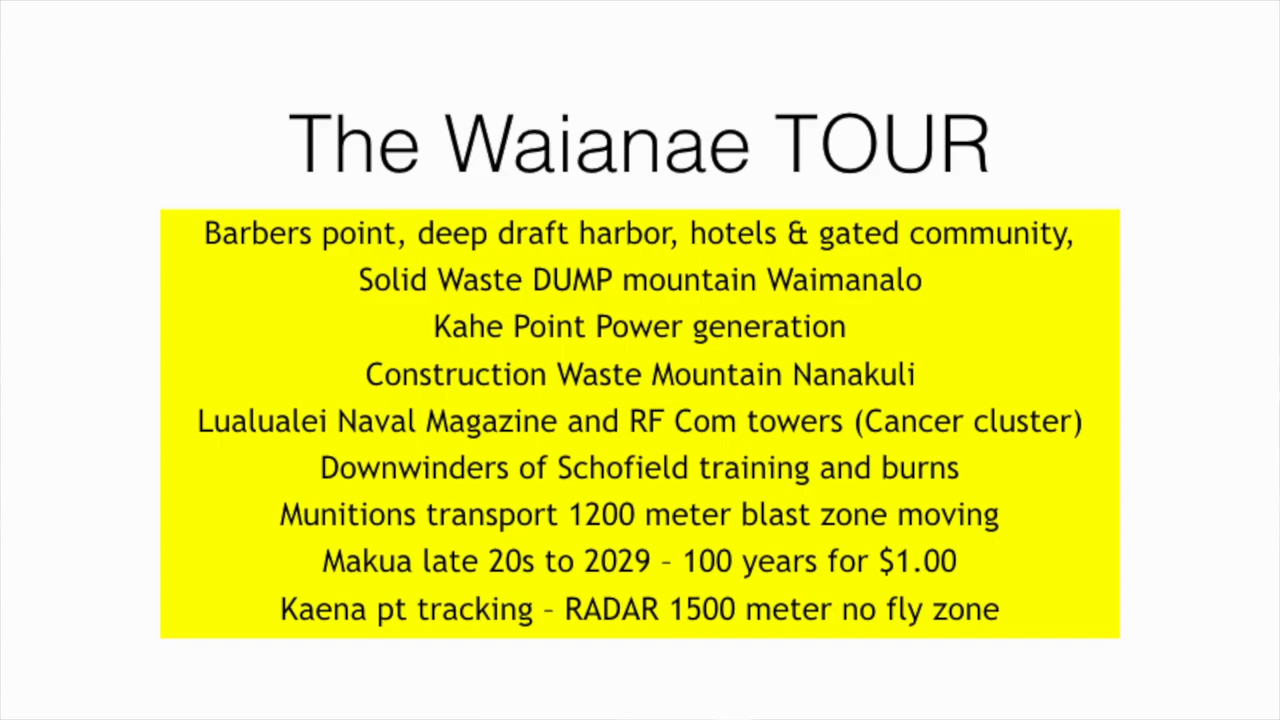 The Waianae TOUR
Barbers point, deep draft harbor, hotels & gated community,
Solid Waste DUMP mountain Waimanalo
Kahe Point Power generation
Construction Waste Mountain Nanakuli
Lualualei Naval Magazine and RF Com towers (Cancer cluster)
Downwinders of Schofield training and burns
Munitions transport 1200 meter blast zone moving
Makua late 20s to 2029 – 100 years for $1.00
Kaena pt tracking – RADAR 1500 meter no fly zone